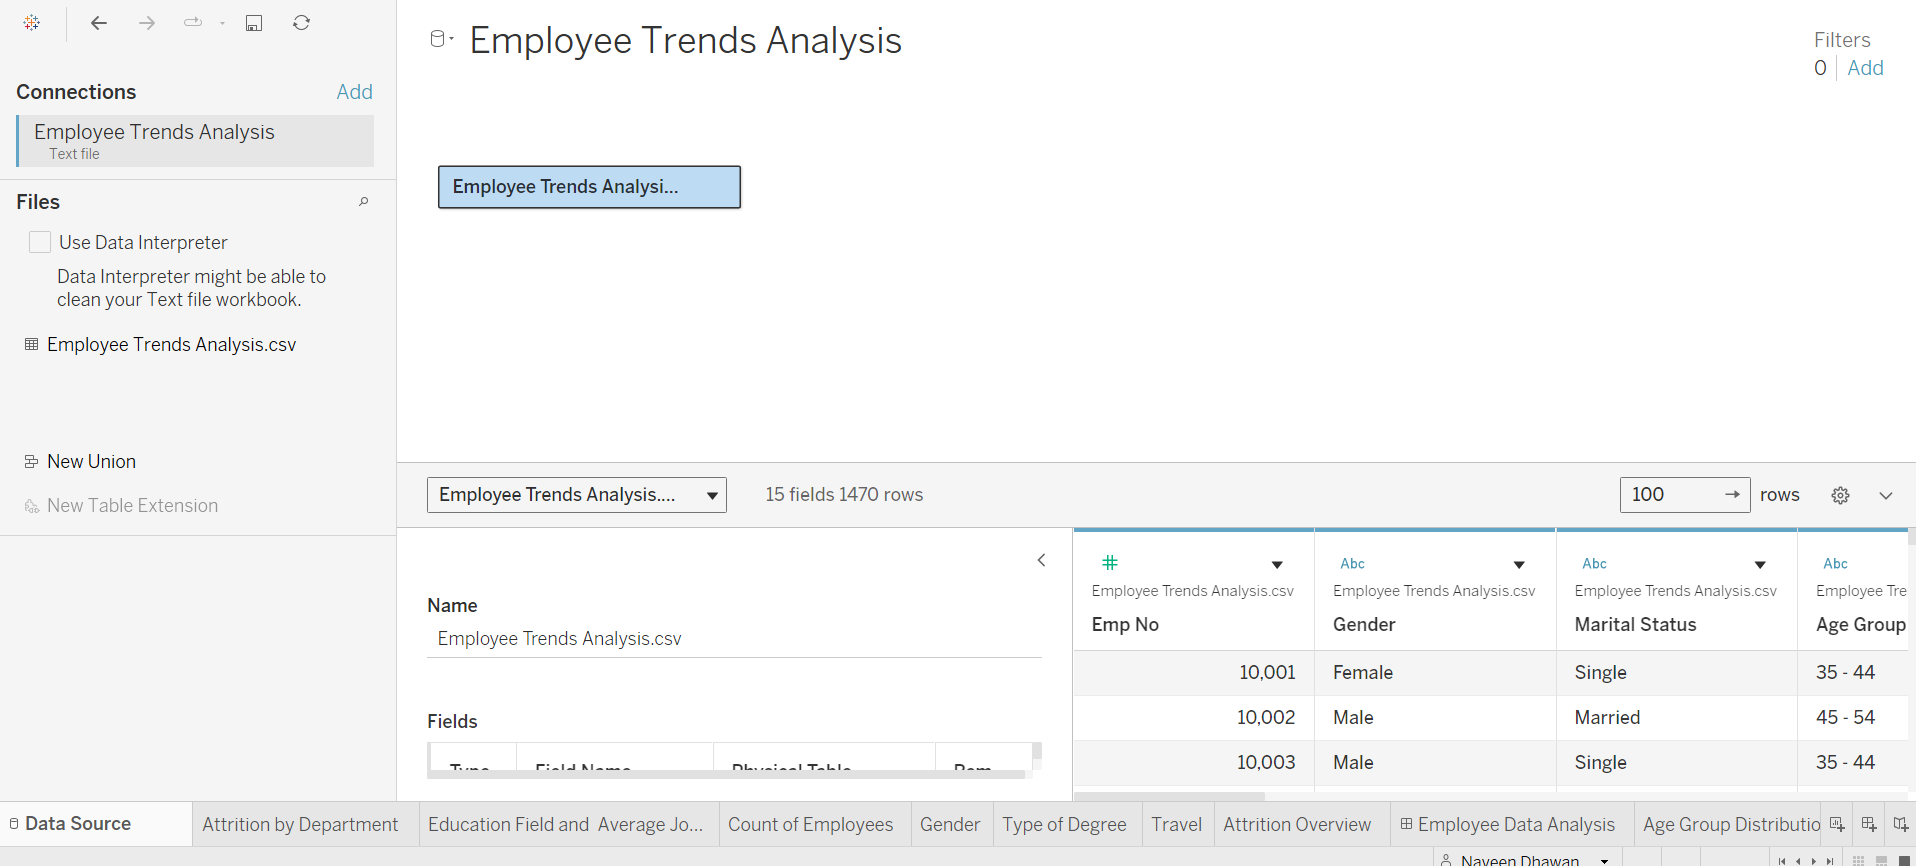 Employee Trends Analysis
Filters
0 Add
Connections Add
Employee Trends Analysis
Text file
Files
Use Data Interpreter
Data Interpreter might be able to
clean your Text file workbook.
Employee Trends Analysis.csv
New Union
New Table Extension
Employee Trends Analysi...
Employee Trends Analysis.... 15 fields 1470 rows 100 rows
Name
Employee Trends Analysis.csv
Fields
Type Field Name Physical Table Rem
# Abc Abc Abc
Employee Trends Analysis.csv Employee Trends Analysis.csv Employee Trends Analysis.csv Employee Tre
Emp No Gender Marital Status Age Group
10,001 Female Single 35 - 44
10,002 Male Married 45 - 54
10,003 Male Single 35 - 44
Data Source Attrition by Department Education Field and Average Jo... Count of Employees Gender Type of Degree Travel Attrition Overview Employee Data Analysis Age Group Distributio
Naveen Dhawan